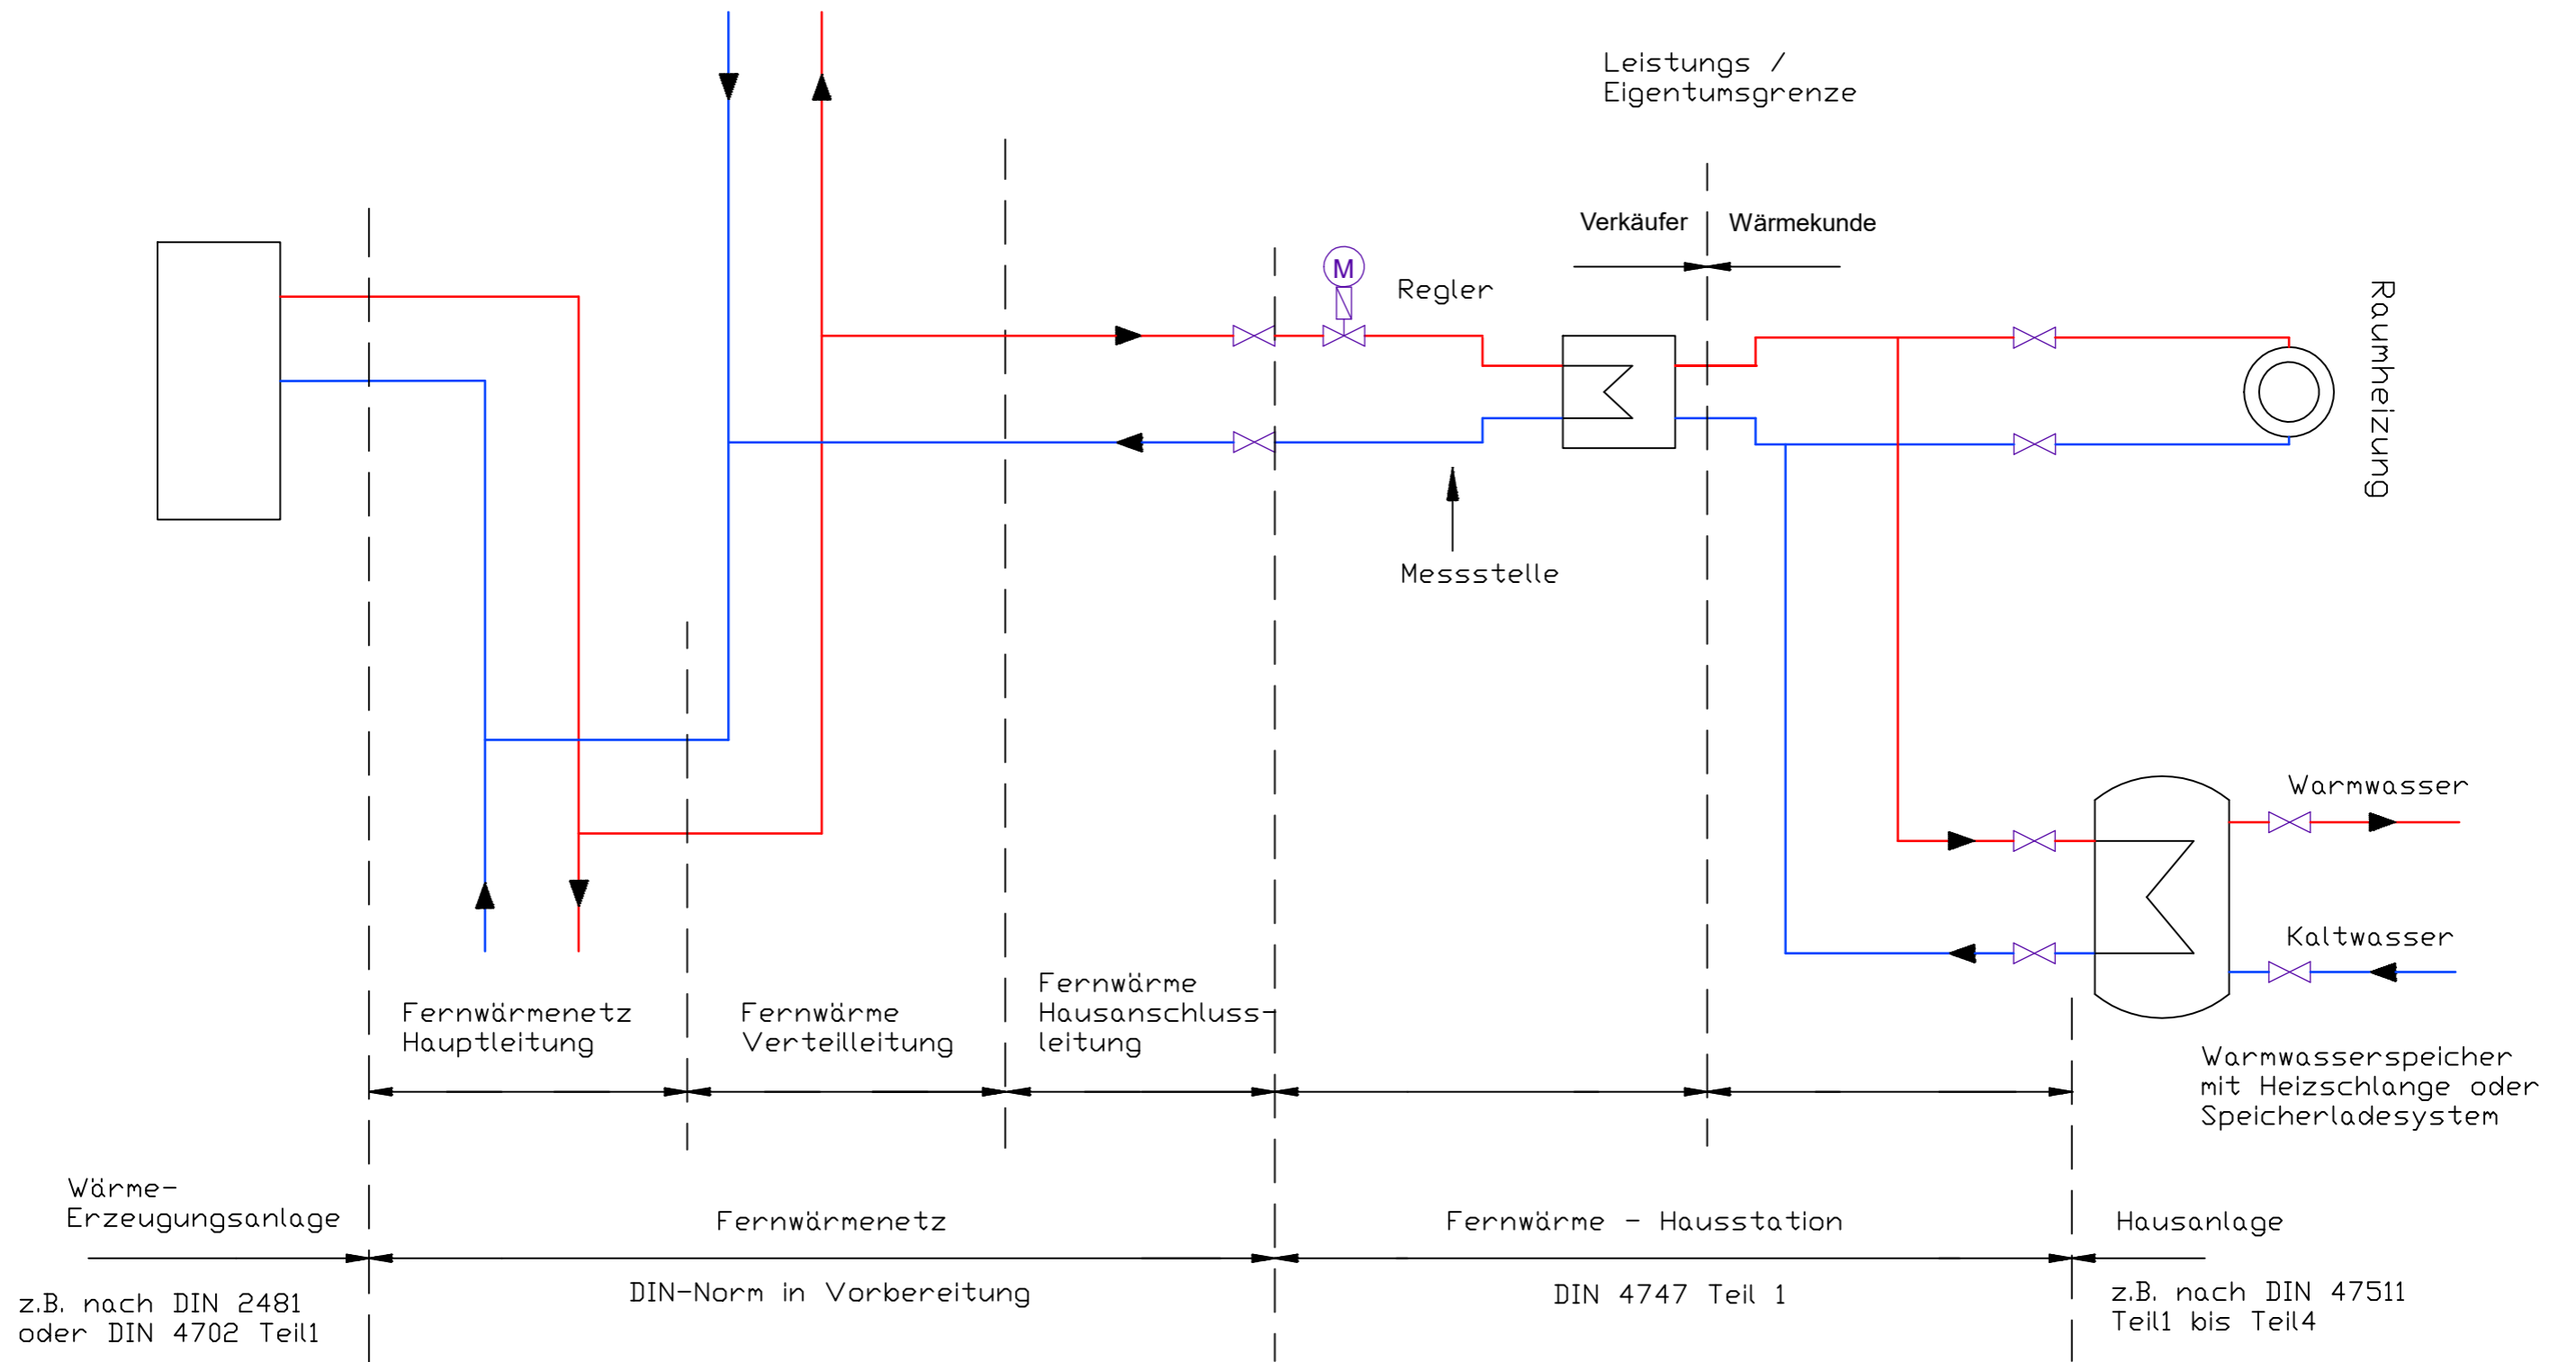 Leistungs /
Eigentumsgrenze
Verkäufer
Wärmekunde
M
Regler
Raumheizung
Messstelle
Warmwasser
Kaltwasser
Fernwärmenetz
Hauptleitung
Fernwärme
Verteilleitung
Fernwärme
Hausanschluss-
leitung
Warmwasserspeicher
mit Heizschlange oder
Speicherladesystem
Wärme-
Erzeugungsanlage
Fernwärmenetz
Fernwärme - Hausstation
Hausanlage
z.B. nach DIN 2481
oder DIN 4702 Teil1
DIN-Norm in Vorbereitung
DIN 4747 Teil 1
z.B. nach DIN 47511
Teil1 bis Teil4